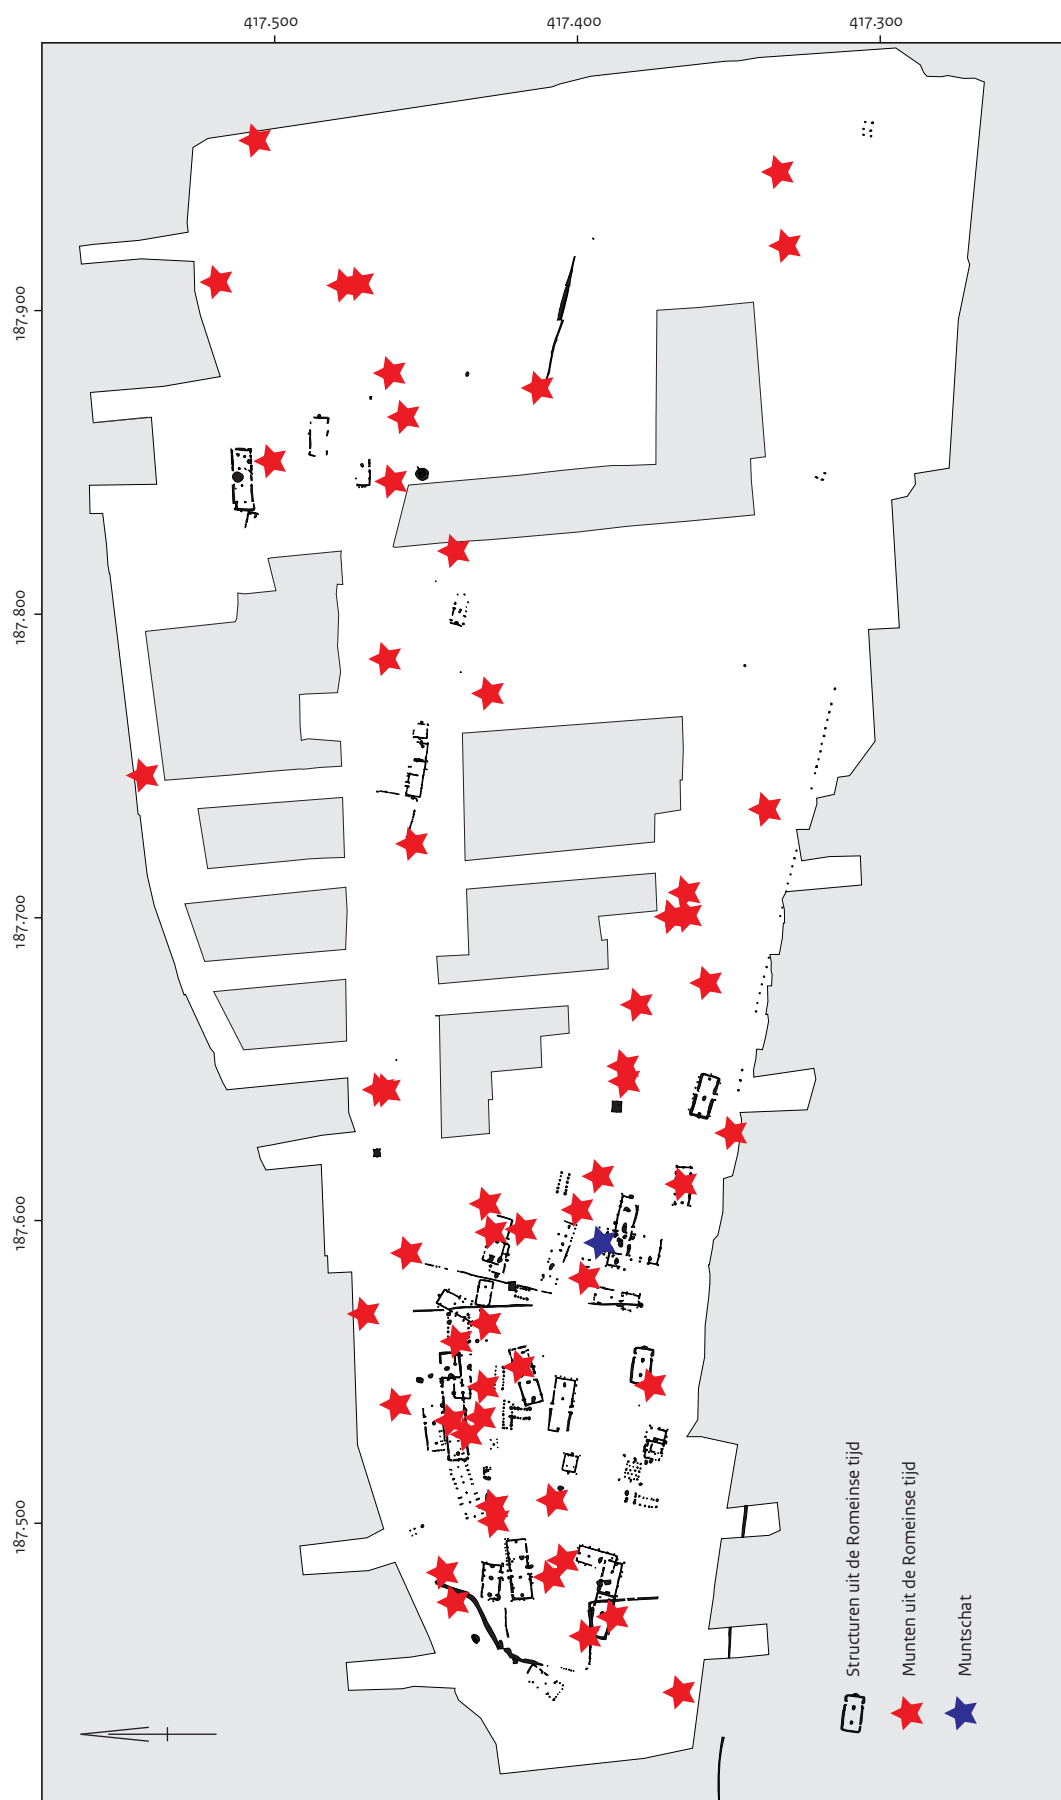 417.500
417.400
417.300
187.900
187.800
187.700
187.600
187.500
Structuren uit de Romeinse tijd
Munten uit de Romeinse tijd
Muntschat